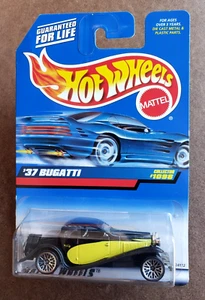 GUARANTEED
FOR LIFE
FOR AGES
OVER 3 YEARS.
DIE CAST METAL &
PLASTIC PARTS.
HOT WHEELS
MATTEL
'37 BUGATTI
COLLECTOR
#1098
WHEELS